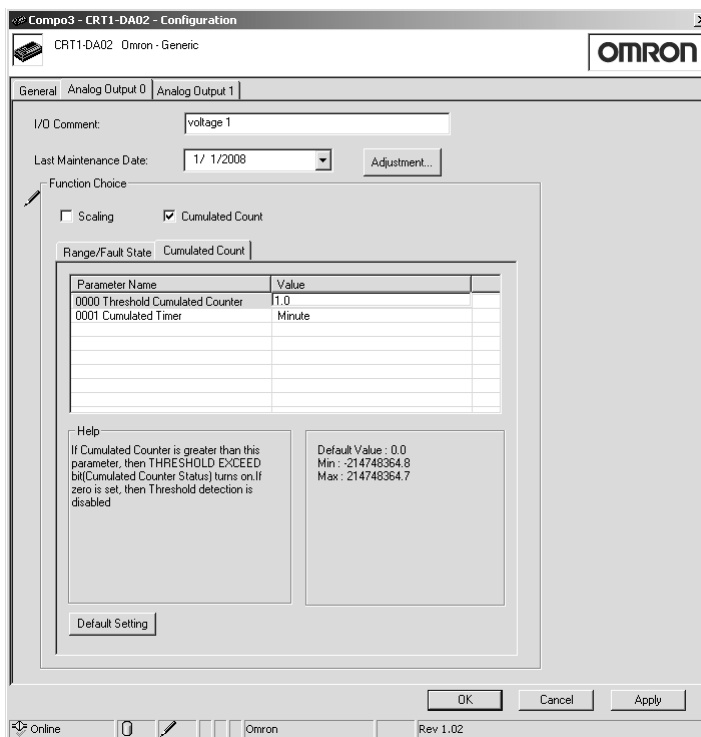 Compo3 - CRT1-DA02 - Configuration
CRT1-DA02 Omron - Generic
OMRON
General Analog Output 0 Analog Output 1
I/O Comment: voltage 1
Last Maintenance Date: 1/ 1/2008 Adjustment...
Function Choice
Scaling Cumulated Count
Range/Fault State Cumulated Count
Parameter Name Value
0000 Threshold Cumulated Counter 1.0
0001 Cumulated Timer Minute
Help
If Cumulated Counter is greater than this
parameter, then THRESHOLD EXCEED
bit(Cumulated Counter Status) turns on.If
zero is set, then Threshold detection is
disabled
Default Value : 0.0
Min : -214748364.8
Max : 214748364.7
Default Setting
OK Cancel Apply
Online Omron Rev 1.02